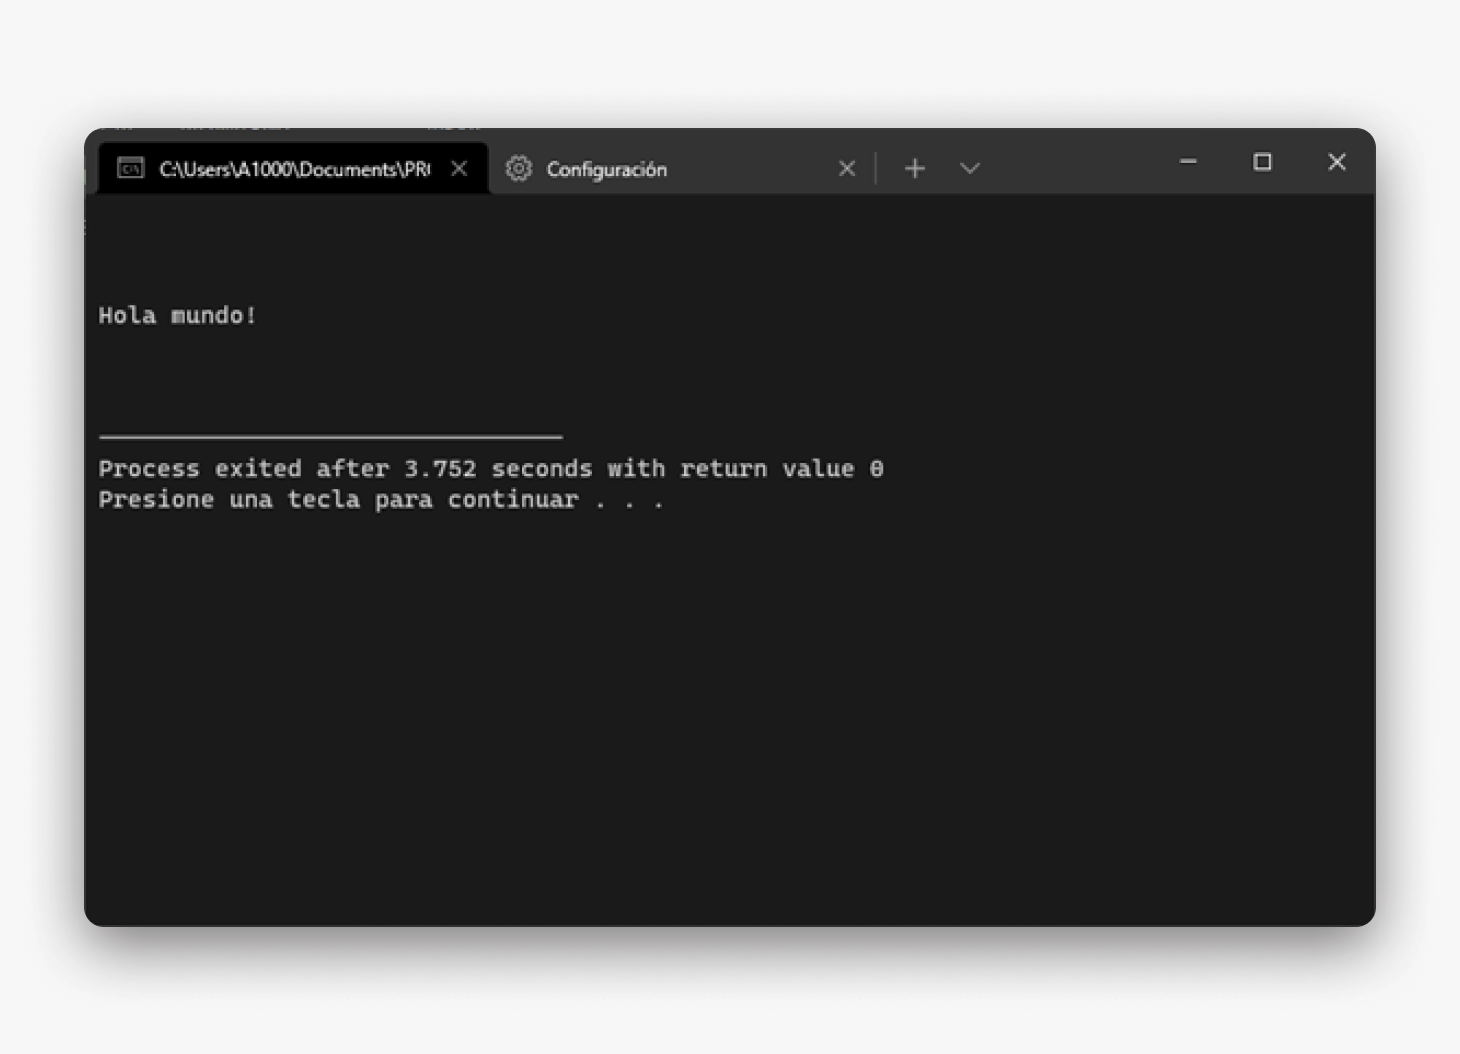 C:\Users\A1000\Documents\PR
Configuración
Hola mundo!
Process exited after 3.752 seconds with return value 0
Presione una tecla para continuar . . .